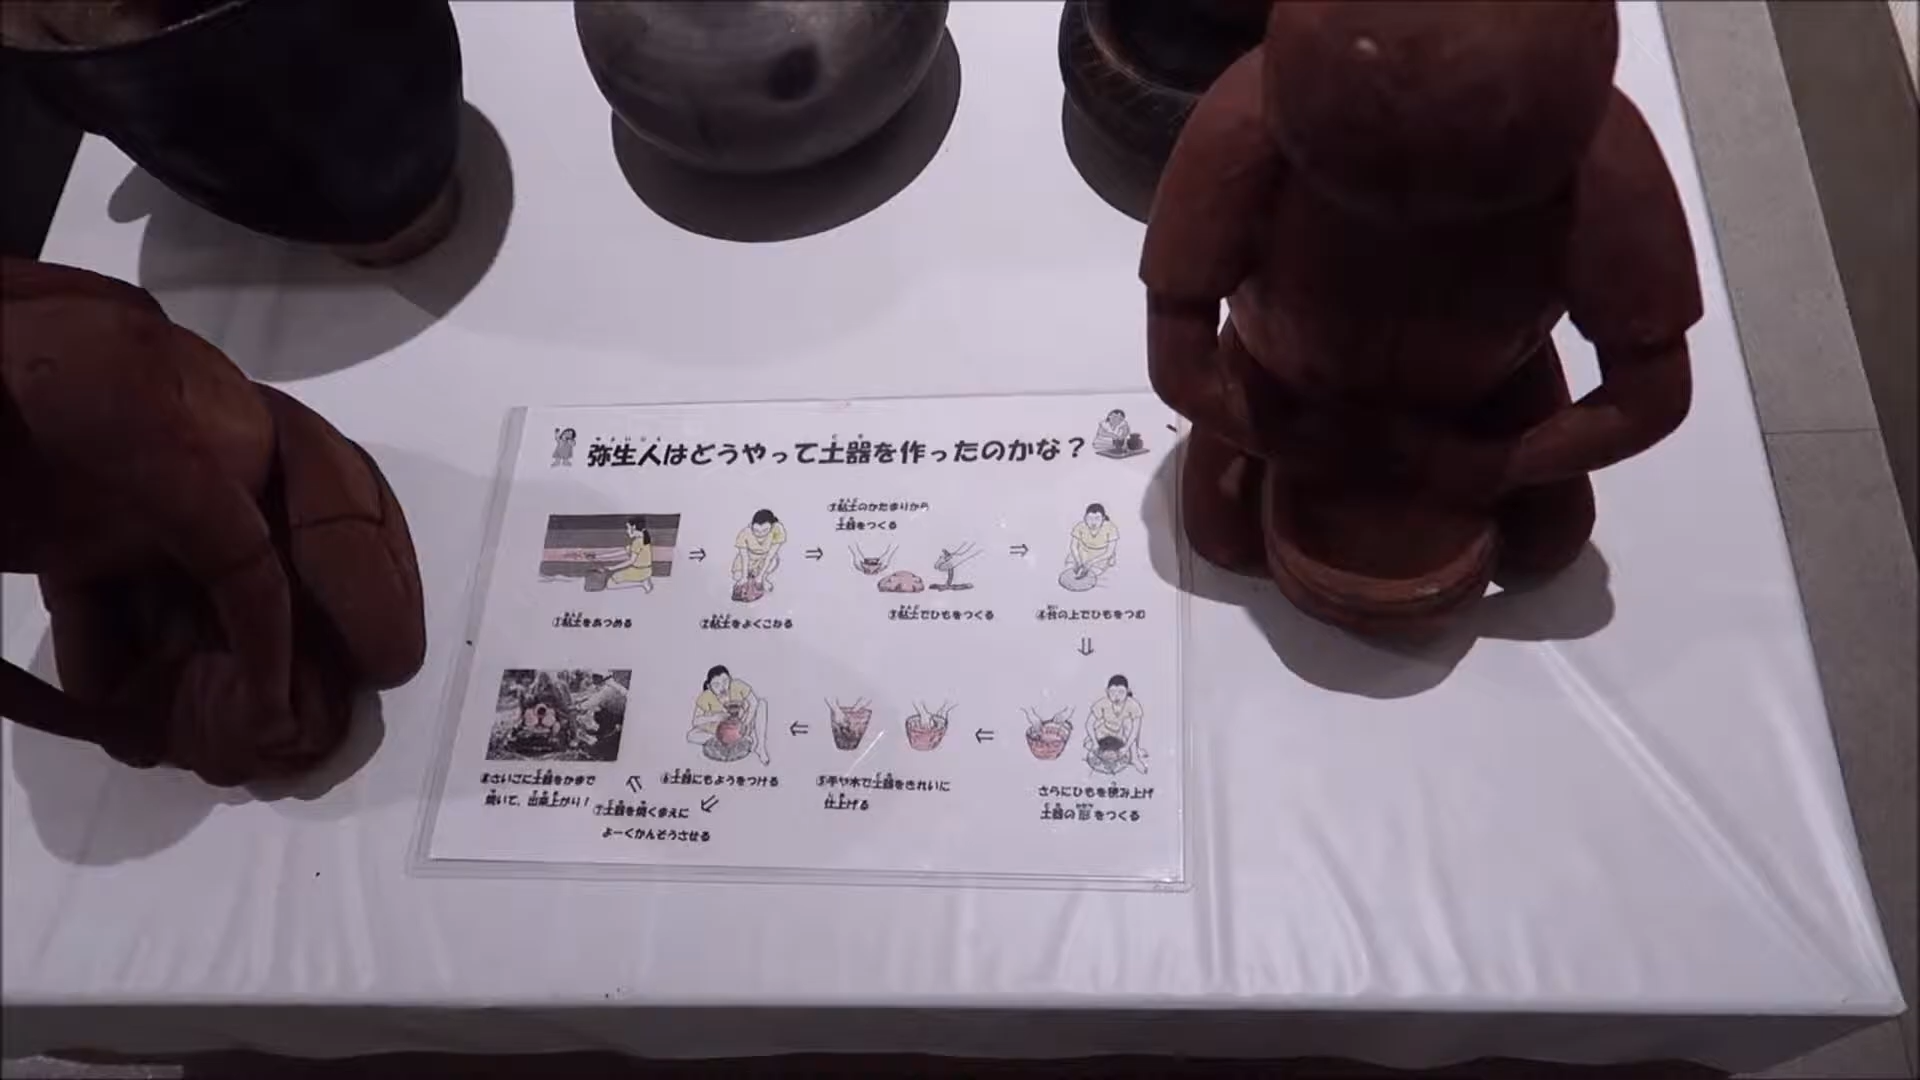 弥生人はどうやって土器を作ったのかな？
粘土のかたまりから
土器をつくる
①粘土をあつめる
②粘土をよくこねる
③粘土でひもをつくる
④台の上でひもをつむ
さらにひもを積み上げ
土器の形をつくる
⑤手や木で土器をきれいに
仕上げる
⑥土器にもようをつける
⑦土器を焼くまえに
よーくかんそうさせる
⑧さいごに土器をかまで
焼いて、出来上がり！